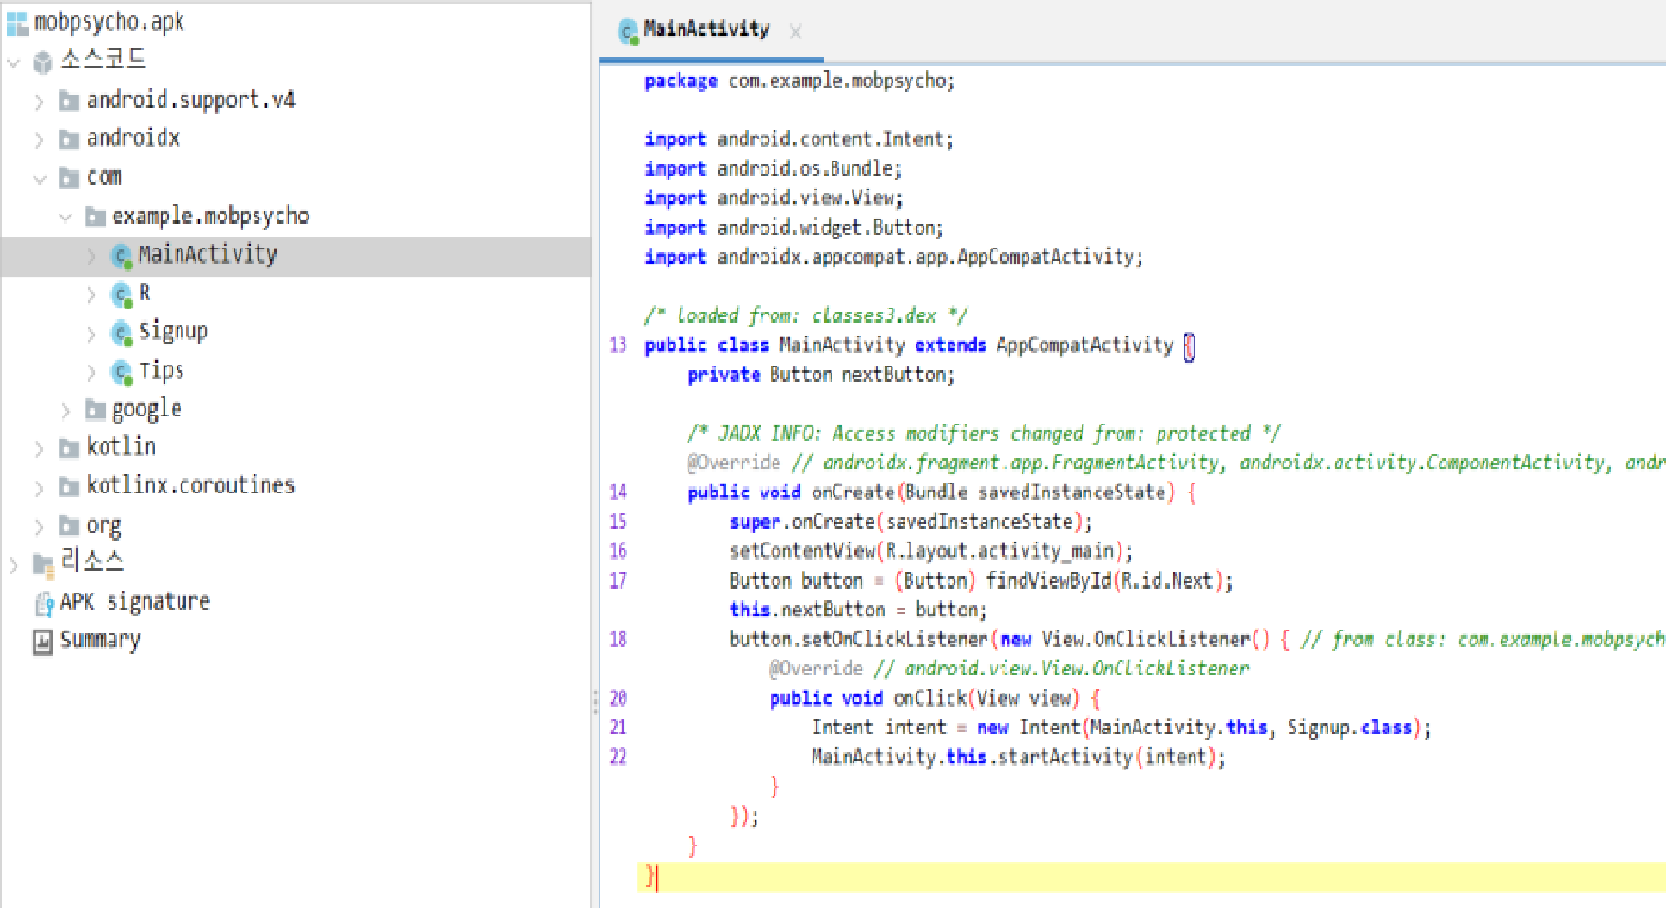 mobpsycho.apk
소스코드
android.support.v4
androidx
com
example.mobpsycho
MainActivity
R
Signup
Tips
google
kotlin
kotlinx.coroutines
org
리소스
APK signature
Summary
MainActivity
package com.example.mobpsycho;
import android.content.Intent;
import android.os.Bundle;
import android.view.View;
import android.widget.Button;
import androidx.appcompat.app.AppCompatActivity;
/* loaded from: classes3.dex */
13 public class MainActivity extends AppCompatActivity {
private Button nextButton;
/* JADX INFO: Access modifiers changed from: protected */
@Override // androidx.fragment.app.FragmentActivity, androidx.activity.ComponentActivity, andr
14 public void onCreate(Bundle savedInstanceState) {
15 super.onCreate(savedInstanceState);
16 setContentView(R.layout.activity_main);
17 Button button = (Button) findViewById(R.id.Next);
this.nextButton = button;
18 button.setOnClickListener(new View.OnClickListener() { // from class: com.example.mobpsych
@Override // android.view.View.OnClickListener
20 public void onClick(View view) {
21 Intent intent = new Intent(MainActivity.this, Signup.class);
22 MainActivity.this.startActivity(intent);
}
});
}
}